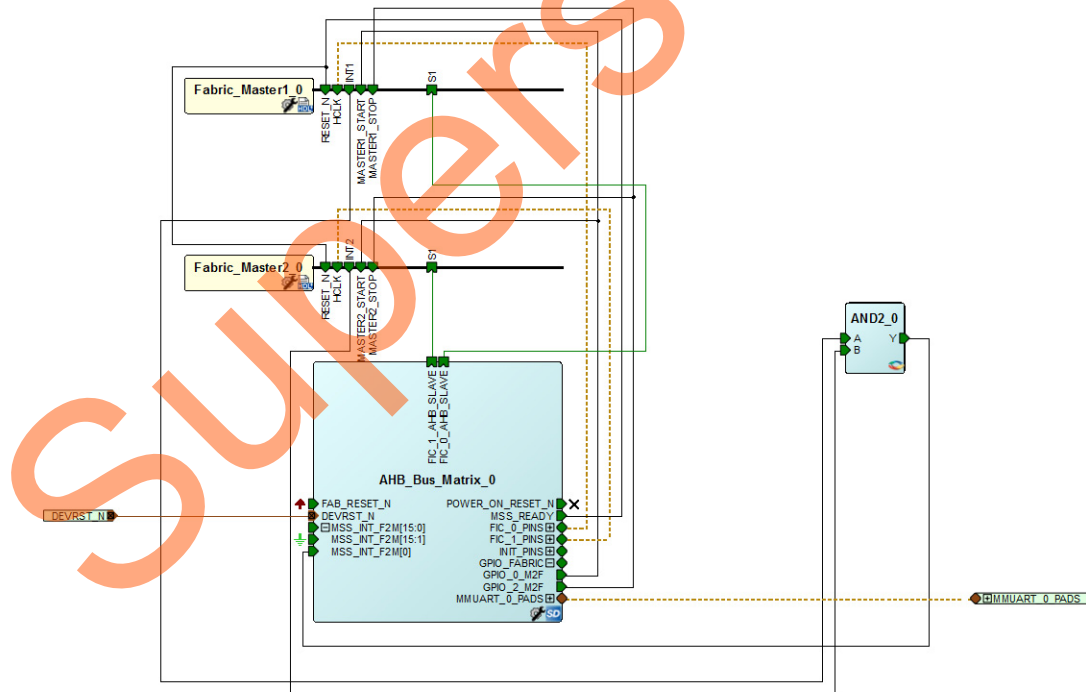 Supers
Fabric_Master1_0
HDL
RESET_N
HCLK
INT1
MASTER1_START
MASTER1_STOP
S1
Fabric_Master2_0
HDL
RESET_N
HCLK
INT2
MASTER2_START
MASTER2_STOP
S1
AND2_0
A
B
Y
FIC_1_AHB_SLAVE
FIC_0_AHB_SLAVE
AHB_Bus_Matrix_0
FAB_RESET_N
DEVRST_N
DEVRST_N
MSS_INT_F2M[15:0]
MSS_INT_F2M[15:1]
MSS_INT_F2M[0]
POWER_ON_RESET_N
MSS_READY
FIC_0_PINS
FIC_1_PINS
INIT_PINS
GPIO_FABRIC
GPIO_0_M2F
GPIO_2_M2F
MMUART_0_PADS
SD
MMUART_0_PADS